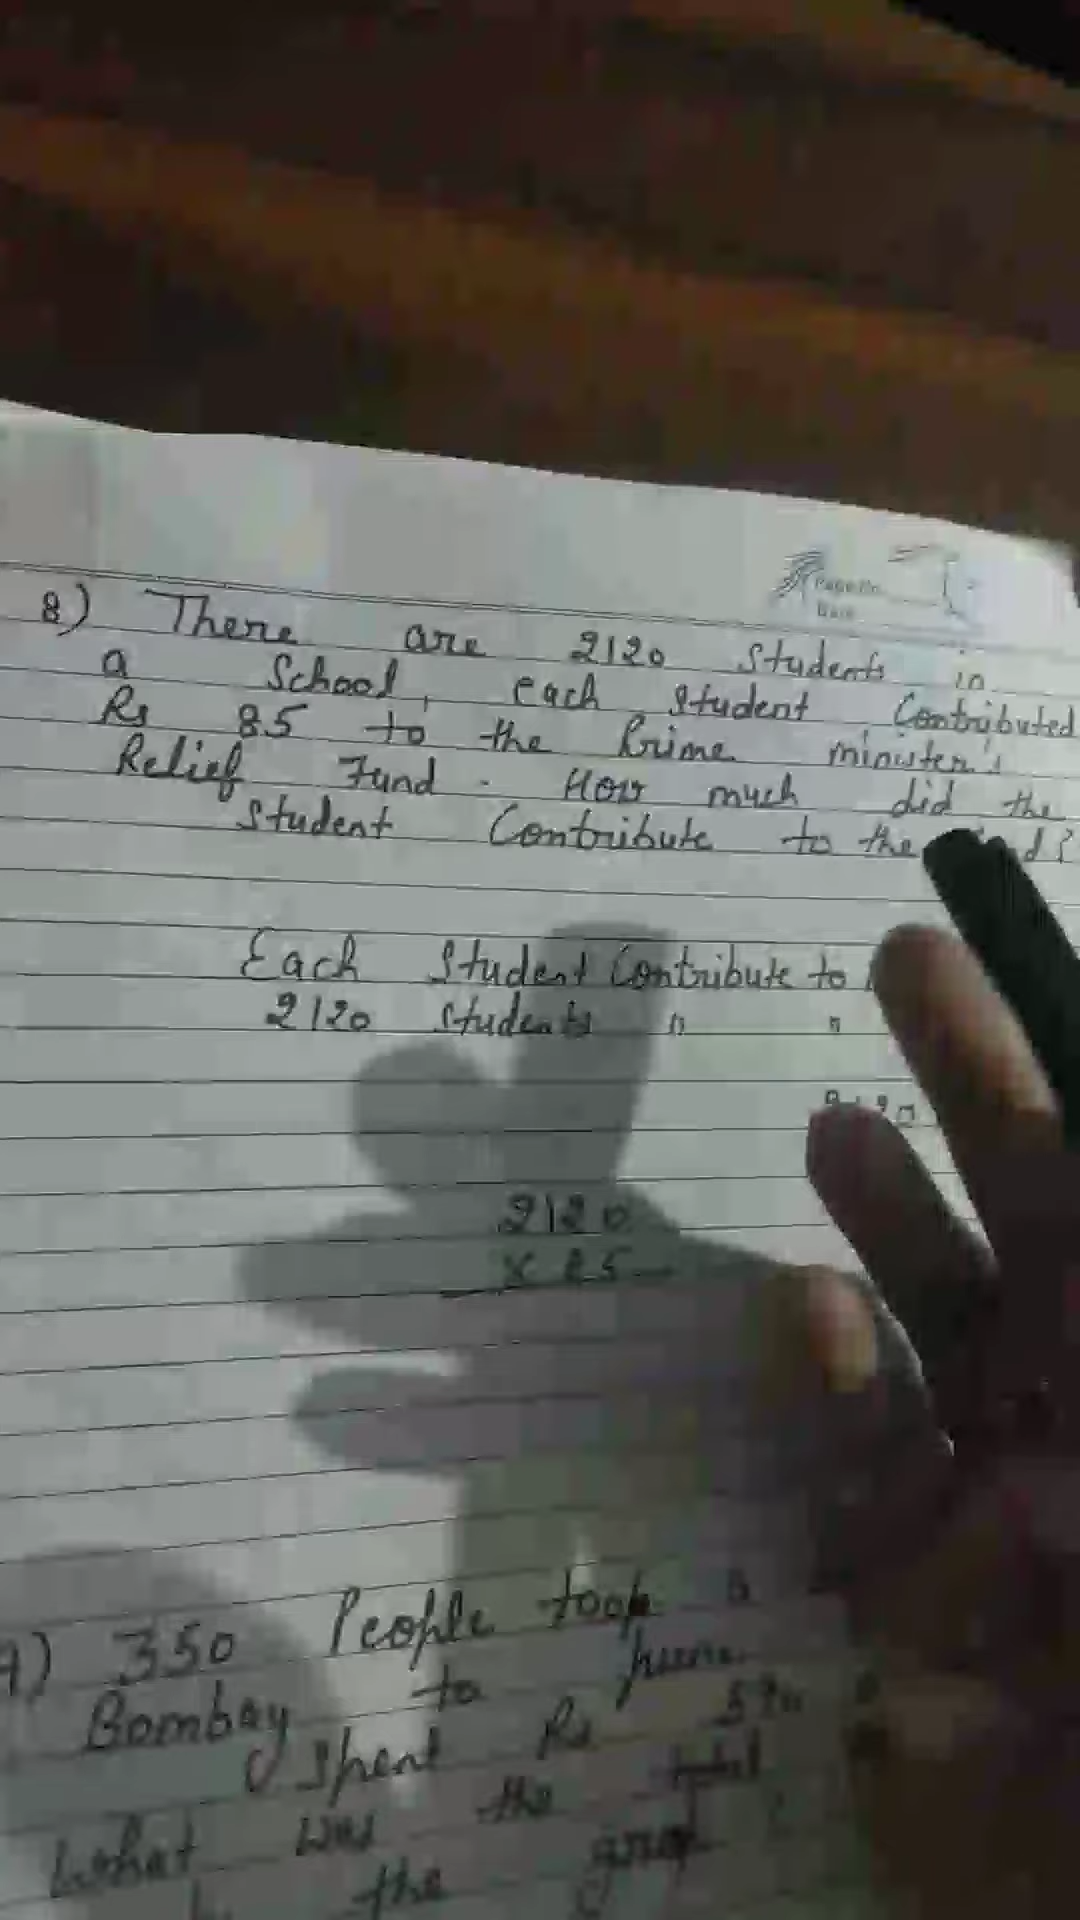 8) There are 2120 students in
a School, each student Contributed
Rs 85 to the Prime minister's
Relief Fund. How much did the
Student Contribute to the
Each Student Contribute to
2120 Students " "
2120
2120
x 85
9) 350 People took a
Bombay to
spent Rs
What was the total
the